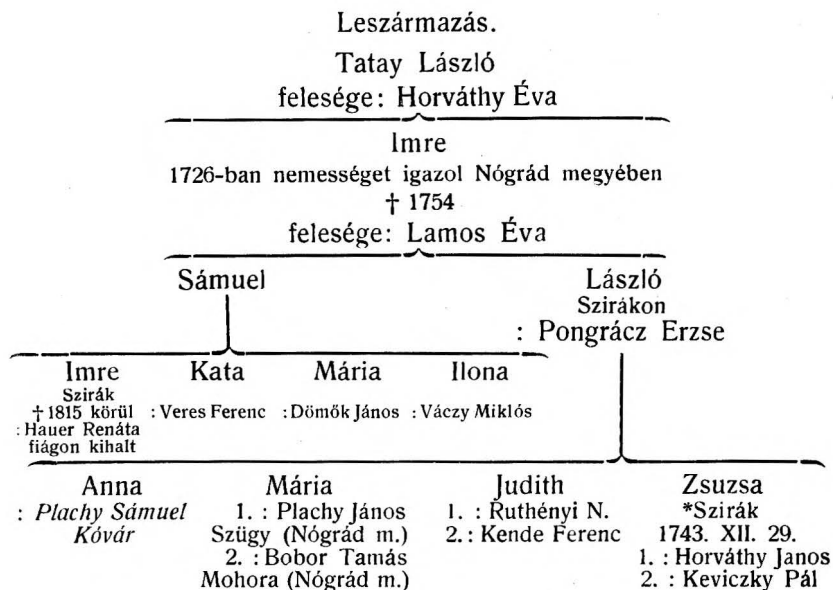 Leszármazás.
Tatay László
felesége: Horváthy Éva
Imre
1726-ban nemességet igazol Nógrád megyében
† 1754
felesége: Lamos Éva
Sámuel
László
Szirákon
: Pongrácz Erzse
Imre
Szirák
† 1815 körül
: Hauer Renáta
fiágon kihalt
Kata
: Veres Ferenc
Mária
: Dömők János
Ilona
: Váczy Miklós
Anna
: Plachy Sámuel
Kóvár
Mária
1. : Plachy János
Szügy (Nógrád m.)
2. : Bobor Tamás
Mohora (Nógrád m.)
Judith
1. : Ruthényi N.
2. : Kende Ferenc
Zsuzsa
*Szirák
1743. XII. 29.
1. : Horváthy Janos
2. : Keviczky Pál